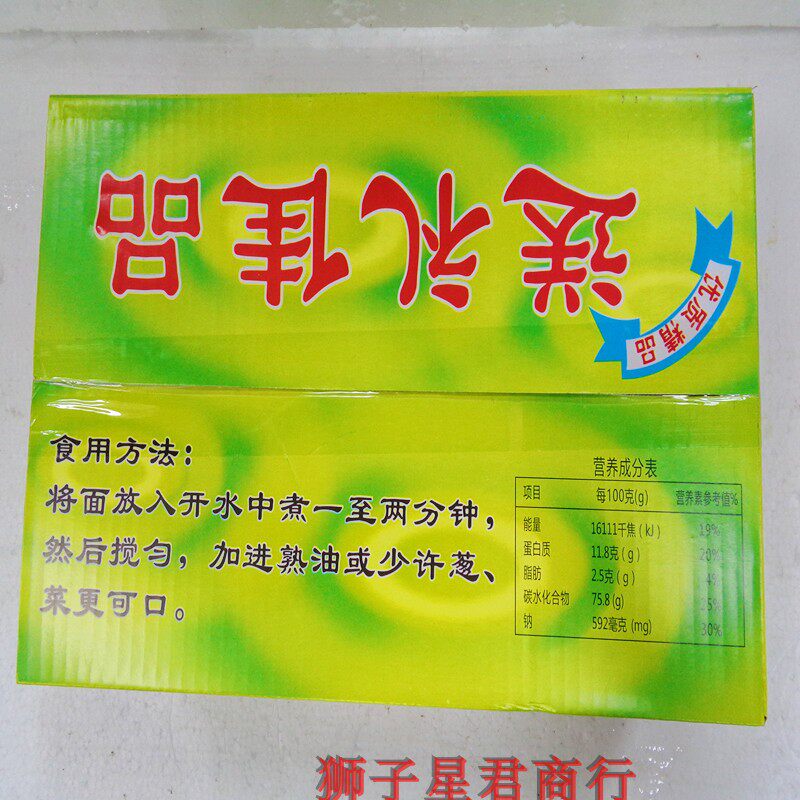 送礼佳品
优质精品
食用方法：
将面放入开水中煮一至两分钟，
然后搅匀，加进熟油或少许葱、
菜更可口。
营养成分表
项目 每100克(g) 营养素参考值%
能量 16111千焦（kJ） 19%
蛋白质 11.8克（g） 20%
脂肪 2.5克（g） 4%
碳水化合物 75.8(g) 25%
钠 592毫克 (mg) 30%
狮子星君商行